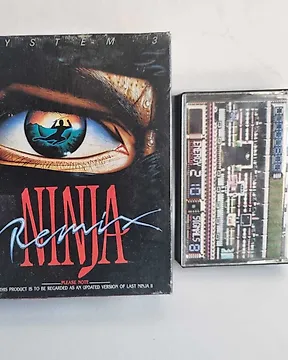 SYSTEM 3
NINJA
Remix
PLEASE NOTE
THIS PRODUCT IS TO BE REGARDED AS AN UPDATED VERSION OF LAST NINJA II